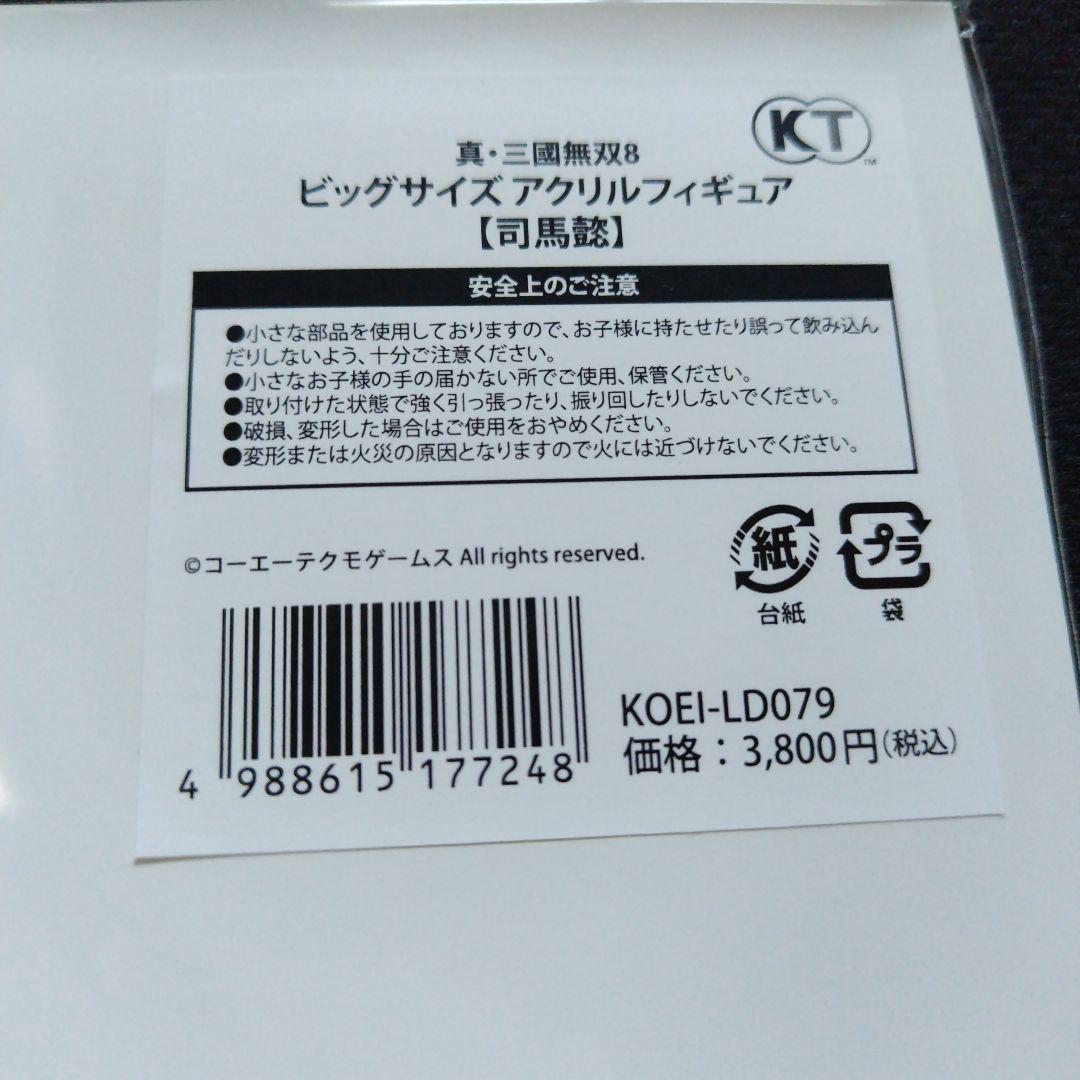 KT
TM
真・三國無双8
ビッグサイズ アクリルフィギュア
【司馬懿】
安全上のご注意
●小さな部品を使用しておりますので、お子様に持たせたり誤って飲み込ん
だりしないよう、十分ご注意ください。
●小さなお子様の手の届かない所でご使用、保管ください。
●取り付けた状態で強く引っ張ったり、振り回したりしないでください。
●破損、変形した場合はご使用をおやめください。
●変形または火災の原因となりますので火には近づけないでください。
紙
台紙
プラ
袋
©コーエーテクモゲームス All rights reserved.
4 988615 177248
KOEI-LD079
価格：3,800円(税込)